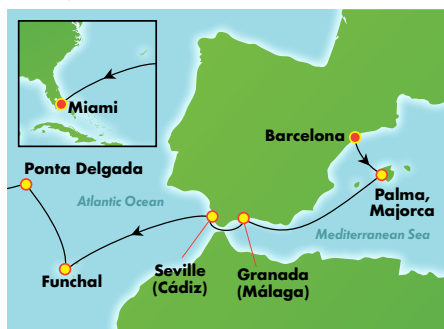 Miami
Barcelona
Ponta Delgada
Palma,
Majorca
Atlantic Ocean
Mediterranean Sea
Seville
(Cádiz)
Granada
(Málaga)
Funchal